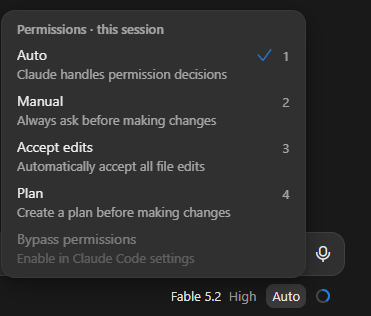 Permissions · this session
Auto 1
Claude handles permission decisions
Manual 2
Always ask before making changes
Accept edits 3
Automatically accept all file edits
Plan 4
Create a plan before making changes
Bypass permissions
Enable in Claude Code settings
Fable 5.2 High Auto